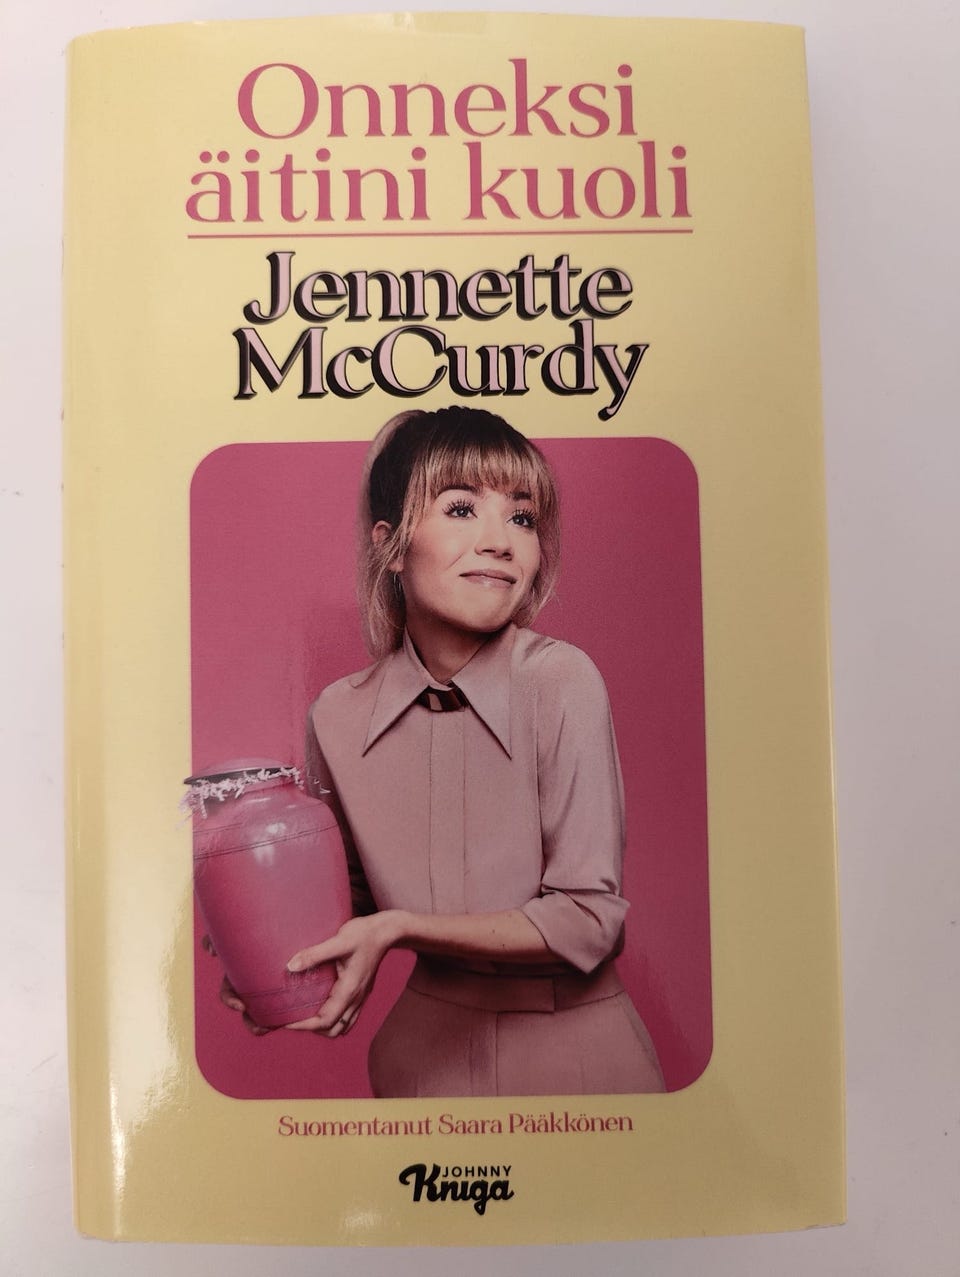 Onneksi
äitini kuoli
Jennette
McCurdy
Suomentanut Saara Pääkkönen
JOHNNY
Kniga